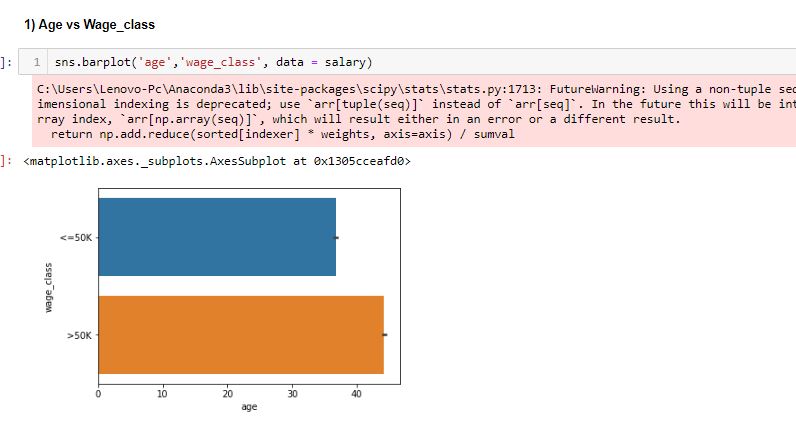 1) Age vs Wage_class
]: 1 sns.barplot('age','wage_class', data = salary)
C:\Users\Lenovo-Pc\Anaconda3\lib\site-packages\scipy\stats\stats.py:1713: FutureWarning: Using a non-tuple sec
imensional indexing is deprecated; use `arr[tuple(seq)]` instead of `arr[seq]`. In the future this will be int
rray index, `arr[np.array(seq)]`, which will result either in an error or a different result.
return np.add.reduce(sorted[indexer] * weights, axis=axis) / sumval
]: <matplotlib.axes._subplots.AxesSubplot at 0x1305cceafd0>
<=50K
wage_class
>50K
0 10 20 30 40
age